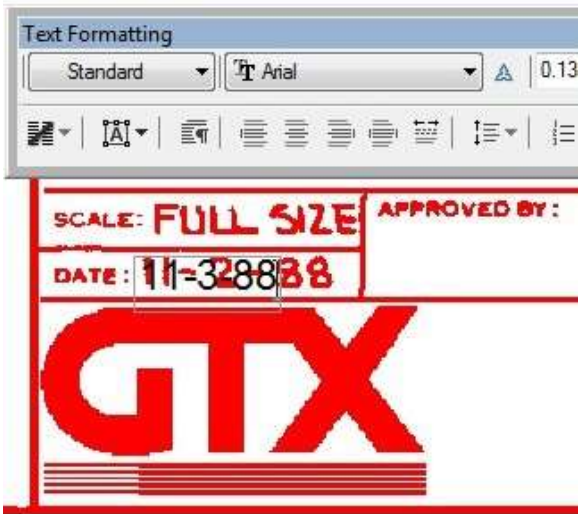 Text Formatting
Standard Arial 0.13
SCALE: FULL SIZE APPROVED BY:
DATE: 11-3-88
GTX